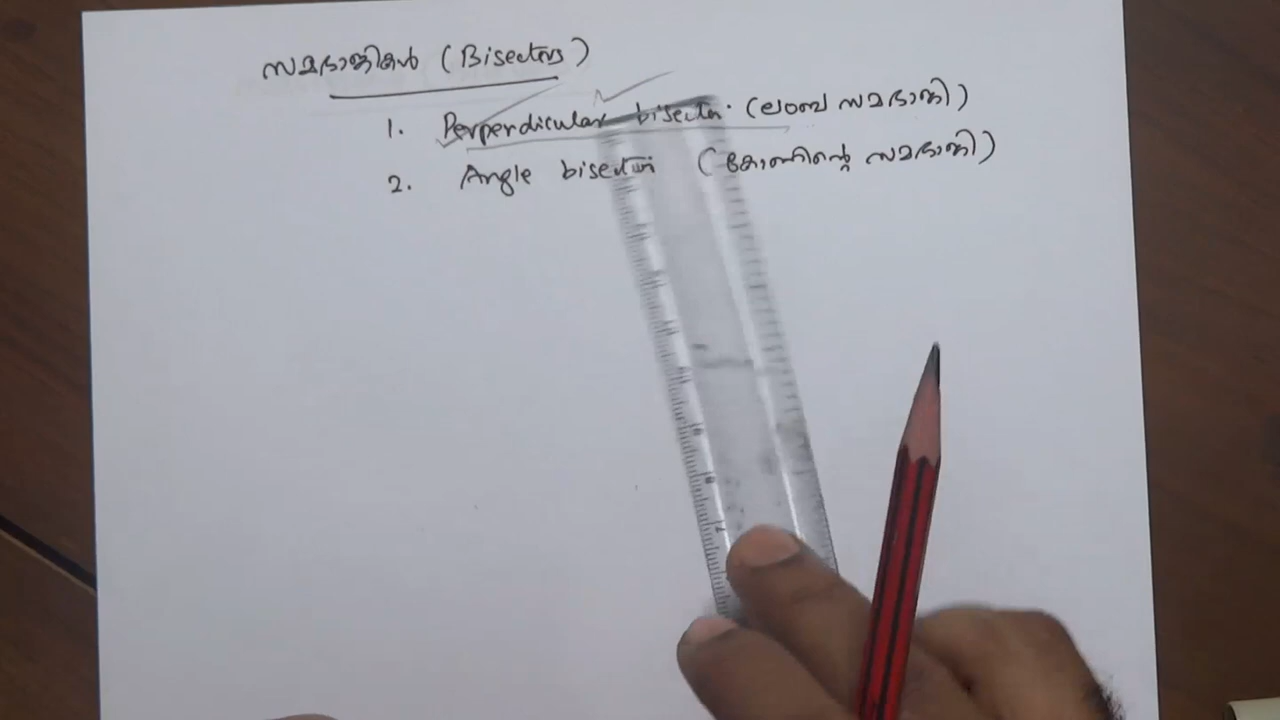 സമഭാജികൾ (Bisectors)
1. Perpendicular bisector. (ലംബ സമഭാജി)
2. Angle bisector (കോണിന്റെ സമഭാജി)